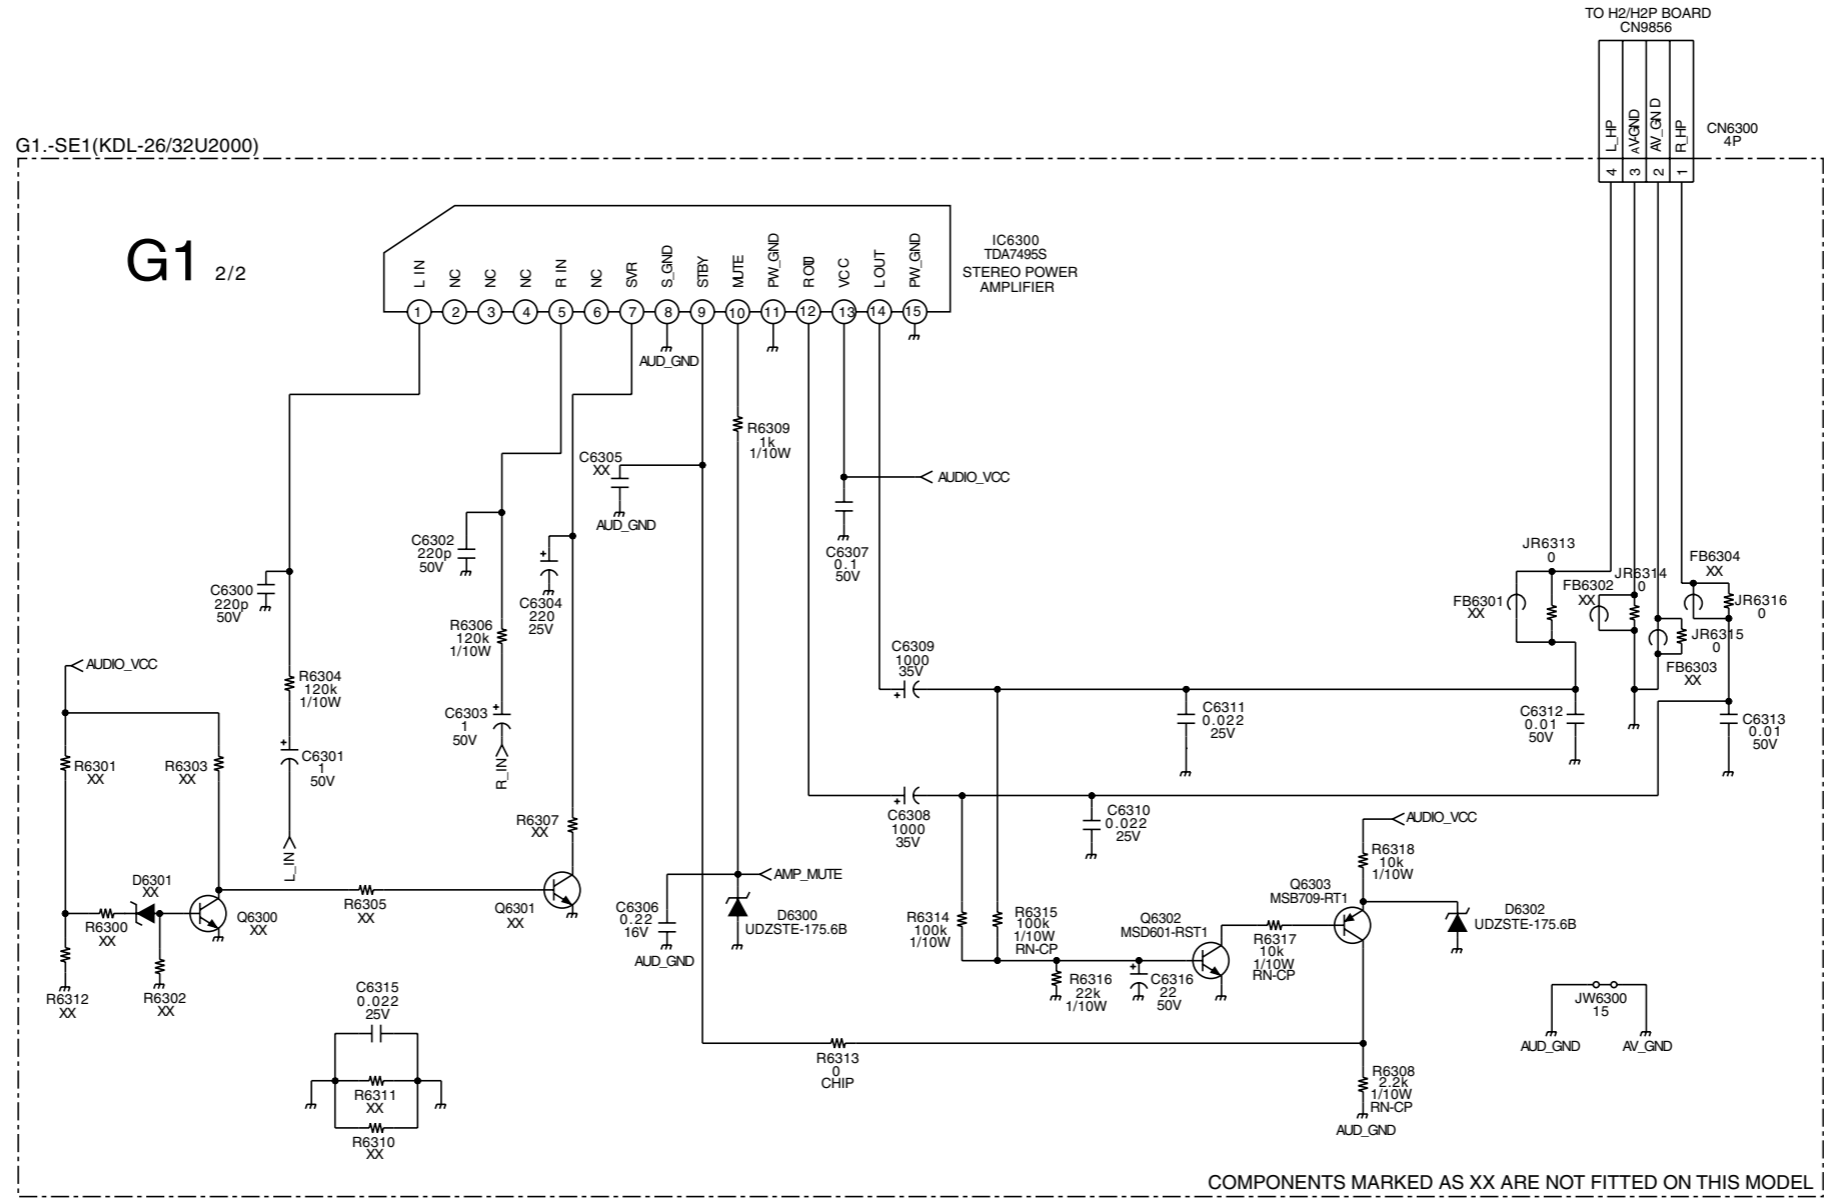 TO H2/H2P BOARD
CN9856
L_HP
AV-GND
AV_GND
R_HP
4
3
2
1
CN6300
4P
G1.-SE1(KDL-26/32U2000)
G1 2/2
L IN
NC
NC
NC
R IN
NC
SVR
S_GND
STBY
MUTE
PW_GND
VCC
L OUT
PW_GND
1
2
3
4
5
6
7
8
9
10
11
12
13
14
15
IC6300
TDA7495S
STEREO POWER
AMPLIFIER
AUD_GND
R6309
1k
1/10W
C6305
XX
AUD_GND
AUDIO_VCC
C6307
0.1
50V
C6302
220p
50V
C6304
220
25V
C6300
220p
50V
R6306
120k
1/10W
R6304
120k
1/10W
C6303
1
50V
R_IN
C6301
1
50V
L_IN
AUDIO_VCC
R6301
XX
R6303
XX
R6307
XX
D6301
XX
R6300
XX
Q6300
XX
R6305
XX
Q6301
XX
R6312
XX
R6302
XX
C6315
0.022
25V
R6311
XX
R6310
XX
AMP_MUTE
C6306
0.22
16V
AUD_GND
D6300
UDZSTE-175.6B
C6309
1000
35V
C6308
1000
35V
C6311
0.022
25V
C6310
0.022
25V
C6312
0.01
50V
C6313
0.01
50V
JR6313
0
FB6301
XX
FB6302
XX
JR6314
0
FB6304
XX
JR6316
0
JR6315
0
FB6303
XX
R6314
100k
1/10W
R6315
100k
1/10W
RN-CP
R6316
22k
1/10W
C6316
22
50V
Q6302
MSD601-RST1
R6317
10k
1/10W
RN-CP
Q6303
MSB709-RT1
AUDIO_VCC
R6318
10k
1/10W
D6302
UDZSTE-175.6B
R6313
0
CHIP
R6308
2.2k
1/10W
RN-CP
AUD_GND
JW6300
15
AUD_GND
AV_GND
COMPONENTS MARKED AS XX ARE NOT FITTED ON THIS MODEL